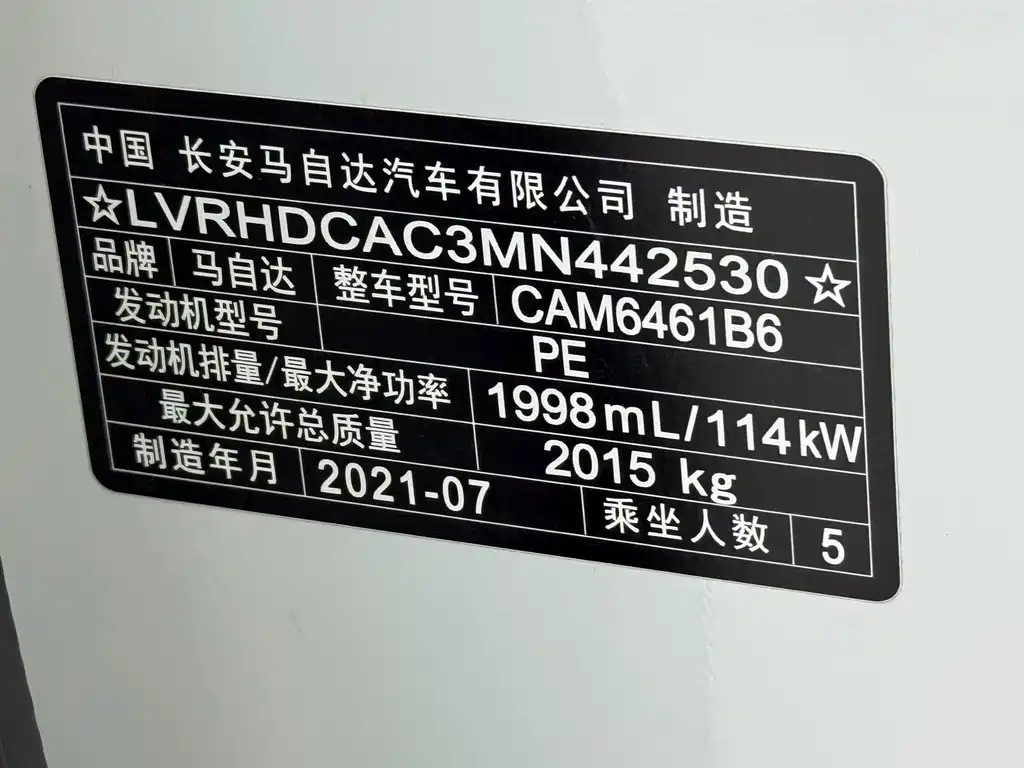 中国 长安马自达汽车有限公司 制造
☆LVRHDCAC3MN442530☆
品牌 马自达 整车型号 CAM6461B6
发动机型号 PE
发动机排量/最大净功率 1998mL/114kW
最大允许总质量 2015 kg
制造年月 2021-07 乘坐人数 5